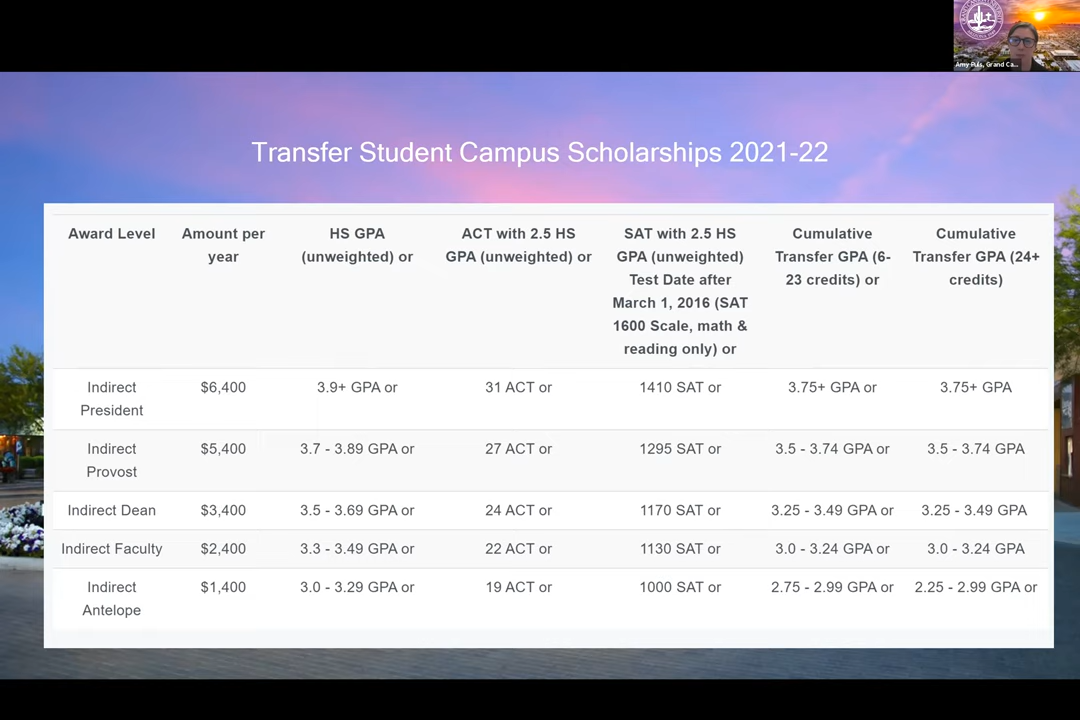 Amy Puls, Grand Ca...
Transfer Student Campus Scholarships 2021-22
Award Level Amount per year HS GPA (unweighted) or ACT with 2.5 HS GPA (unweighted) or SAT with 2.5 HS GPA (unweighted) Test Date after March 1, 2016 (SAT 1600 Scale, math & reading only) or Cumulative Transfer GPA (6-23 credits) or Cumulative Transfer GPA (24+ credits)
Indirect President $6,400 3.9+ GPA or 31 ACT or 1410 SAT or 3.75+ GPA or 3.75+ GPA
Indirect Provost $5,400 3.7 - 3.89 GPA or 27 ACT or 1295 SAT or 3.5 - 3.74 GPA or 3.5 - 3.74 GPA
Indirect Dean $3,400 3.5 - 3.69 GPA or 24 ACT or 1170 SAT or 3.25 - 3.49 GPA or 3.25 - 3.49 GPA
Indirect Faculty $2,400 3.3 - 3.49 GPA or 22 ACT or 1130 SAT or 3.0 - 3.24 GPA or 3.0 - 3.24 GPA
Indirect Antelope $1,400 3.0 - 3.29 GPA or 19 ACT or 1000 SAT or 2.75 - 2.99 GPA or 2.25 - 2.99 GPA or